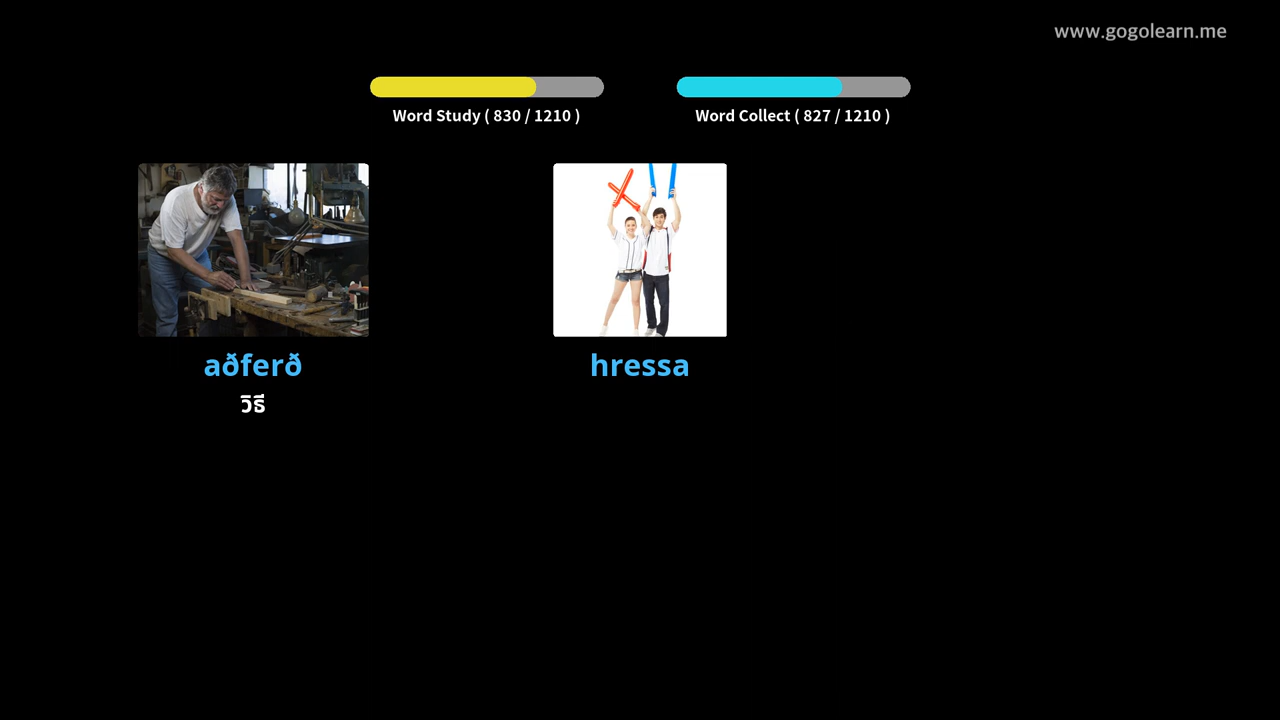 www.gogolearn.me
Word Study ( 830 / 1210 )
Word Collect ( 827 / 1210 )
aðferð
วิธี
hressa